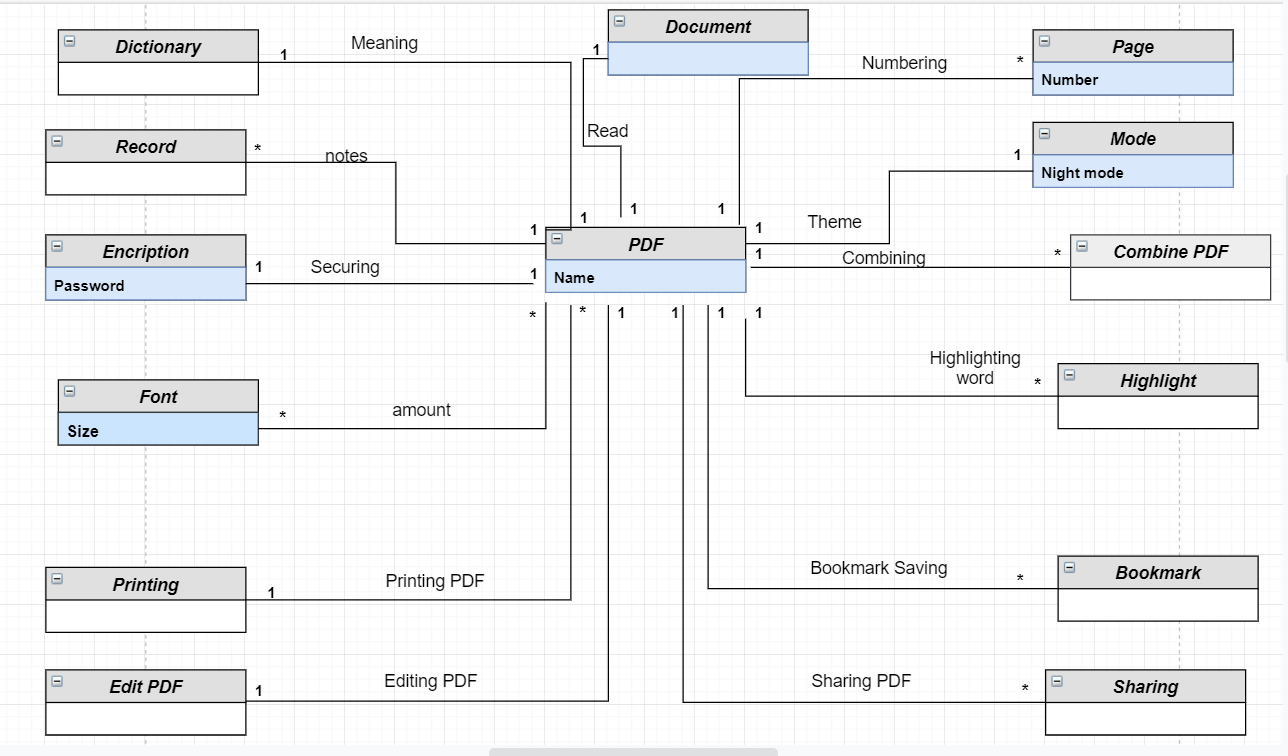 Document
Dictionary
1
Meaning
1
Numbering
*
Page
Number
Record
*
notes
Read
1
Mode
Night mode
1
1
1
1
Theme
1
PDF
Name
1
Combining
*
Combine PDF
Encription
Password
1
Securing
1
*
*
1
1
1
1
Highlighting
word
*
Highlight
Font
Size
*
amount
Printing
1
Printing PDF
Bookmark Saving
*
Bookmark
Edit PDF
1
Editing PDF
Sharing PDF
*
Sharing